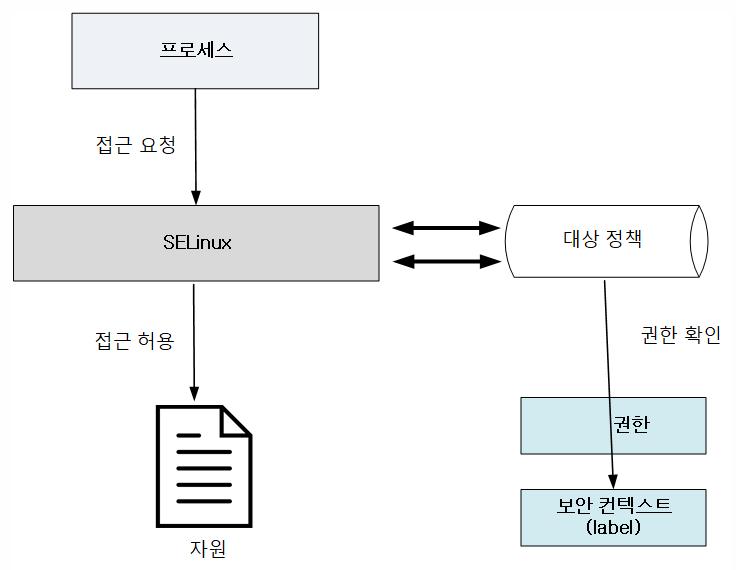 프로세스
접근 요청
SELinux
대상 정책
접근 허용
권한 확인
권한
보안 컨텍스트
(label)
자원